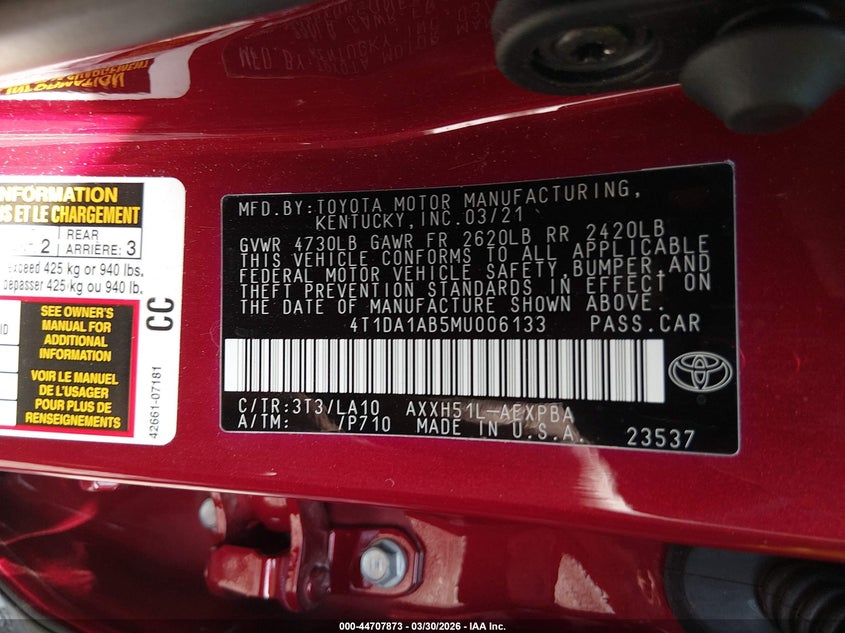 NFORMATION
S ET LE CHARGEMENT
2
REAR
ARRIÈRE: 3
exceed 425 kg or 940 lbs.
dépasser 425 kg ou 940 lb.
SEE OWNER'S
MANUAL FOR
ADDITIONAL
INFORMATION
VOIR LE MANUEL
DE L'USAGER
POUR PLUS DE
RENSEIGNEMENTS
CC
42661-07181
MFD.BY:TOYOTA MOTOR MANUFACTURING,
KENTUCKY,INC.03/21
GVWR 4730LB GAWR FR 2620LB RR 2420LB
THIS VEHICLE CONFORMS TO ALL APPLICABLE
FEDERAL MOTOR VEHICLE SAFETY,BUMPER,AND
THEFT PREVENTION STANDARDS IN EFFECT ON
THE DATE OF MANUFACTURE SHOWN ABOVE.
4T1DA1AB5MU006133 PASS.CAR
C/TR:3T3/LA10 AXXH51L-AEXPBA
A/TM: /P710 MADE IN U.S.A.
23537
000-44707873 - 03/30/2026 - IAA Inc.